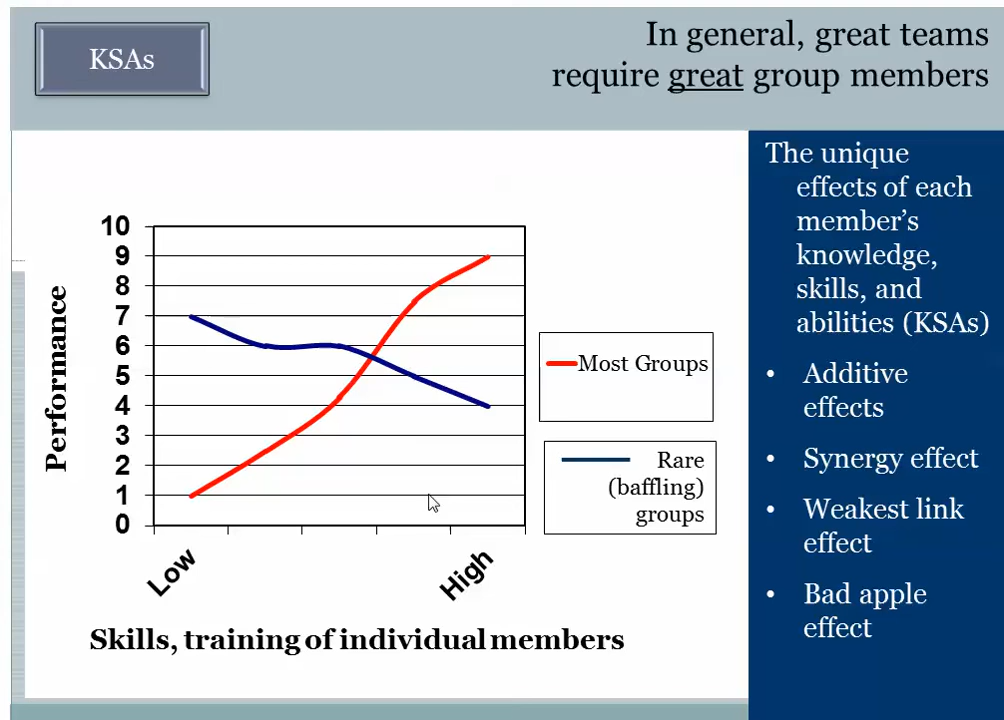 KSAs
In general, great teams
require great group members
10
9
8
7
6
5
4
3
2
1
0
Performance
Low
High
Skills, training of individual members
Most Groups
Rare
(baffling)
groups
The unique
effects of each
member's
knowledge,
skills, and
abilities (KSAs)
• Additive
effects
• Synergy effect
• Weakest link
effect
• Bad apple
effect